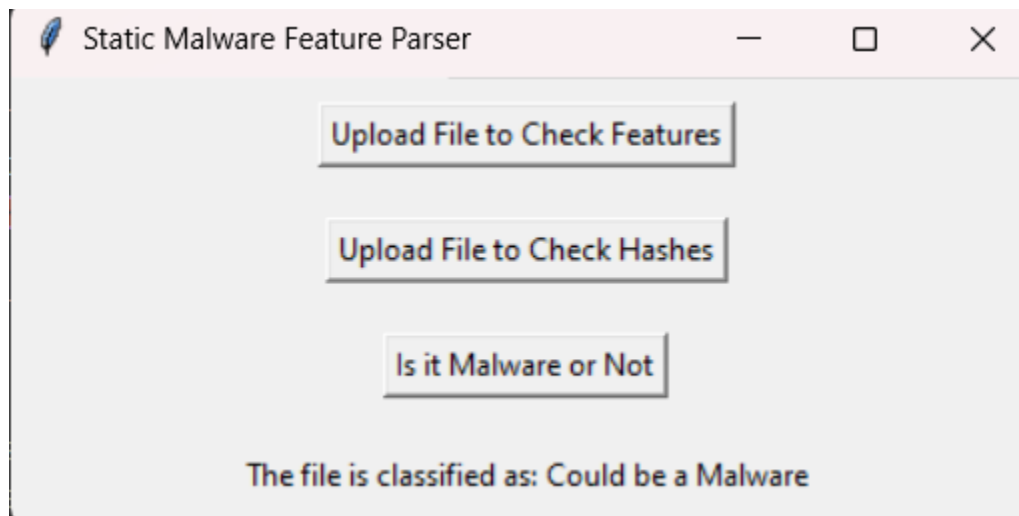 Static Malware Feature Parser
Upload File to Check Features
Upload File to Check Hashes
Is it Malware or Not
The file is classified as: Could be a Malware